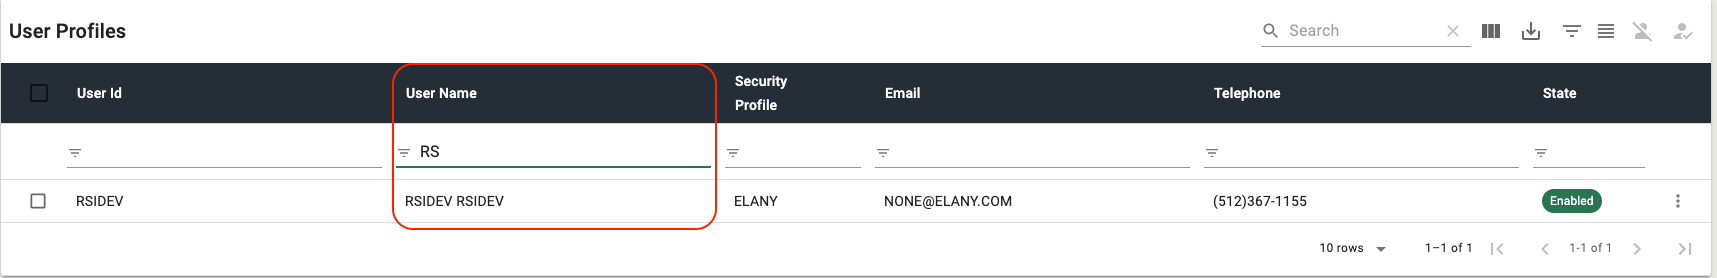 User Profiles
Search
User Id User Name Security Profile Email Telephone State
RS
RSIDEV RSIDEV RSIDEV ELANY NONE@ELANY.COM (512)367-1155 Enabled
10 rows 1–1 of 1 1-1 of 1